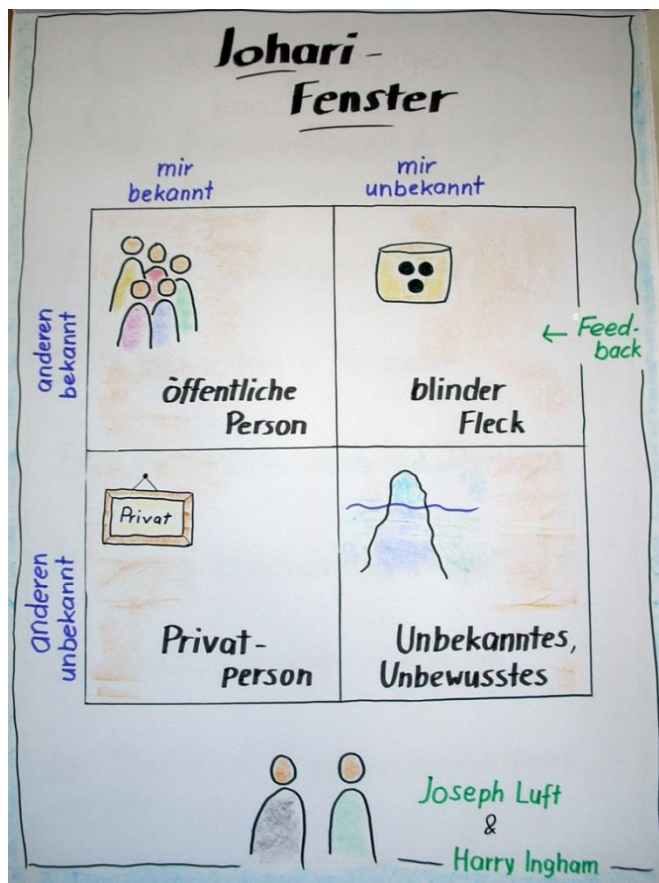 Johari-
Fenster
mir
bekannt
mir
unbekannt
anderen
bekannt
öffentliche
Person
blinder
Fleck
← Feed-
back
anderen
unbekannt
Privat
Privat-
person
Unbekanntes,
Unbewusstes
Joseph Luft
&
Harry Ingham